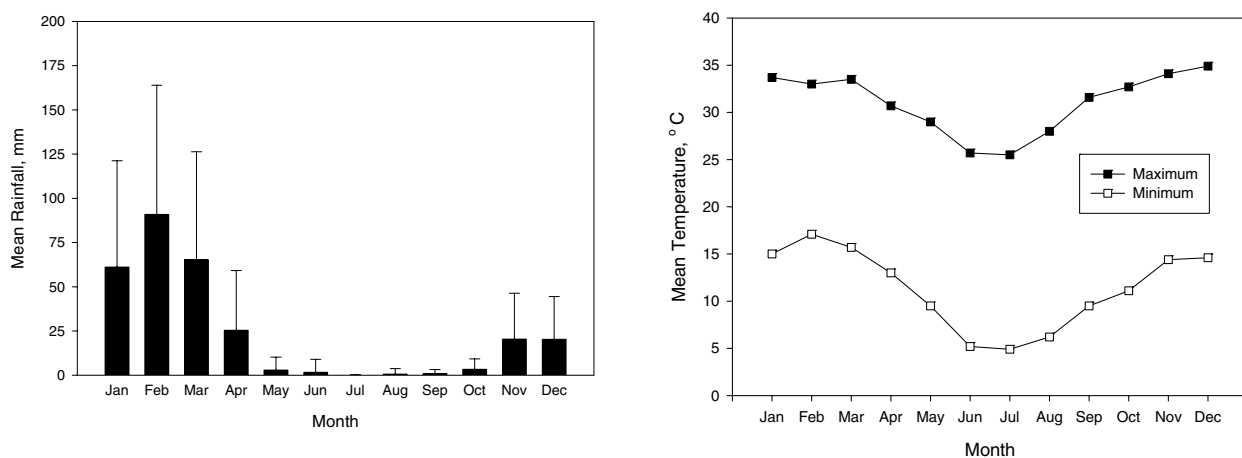 200
175
150
125
100
75
50
25
0
Mean Rainfall, mm
Jan Feb Mar Apr May Jun Jul Aug Sep Oct Nov Dec
Month
40
35
30
25
20
15
10
5
0
Mean Temperature, ° C
Maximum
Minimum
Jan Feb Mar Apr May Jun Jul Aug Sep Oct Nov Dec
Month